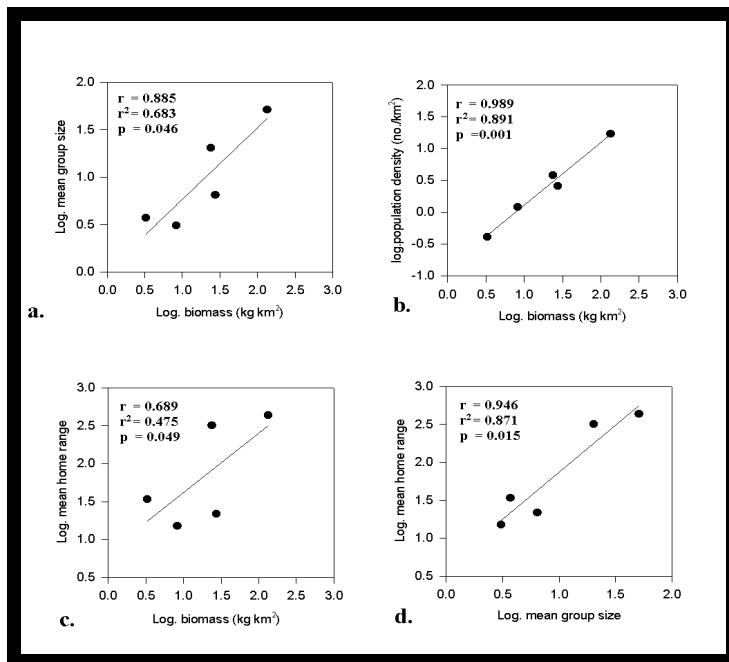 r = 0.885
r² = 0.683
p = 0.046
Log. mean group size
2.0
1.5
1.0
0.5
0.0
0.0 0.5 1.0 1.5 2.0 2.5 3.0
Log. biomass (kg km²)
a.
r = 0.989
r² = 0.891
p =0.001
log.population density (no./km²)
2.0
1.5
1.0
0.5
0.0
-0.5
-1.0
0.0 0.5 1.0 1.5 2.0 2.5 3.0
Log. biomass (kg km²)
b.
r = 0.689
r² = 0.475
p = 0.049
Log. mean home range
3.0
2.5
2.0
1.5
1.0
0.5
0.0 0.5 1.0 1.5 2.0 2.5 3.0
Log. biomass (kg km²)
c.
r = 0.946
r² = 0.871
p = 0.015
Log. mean home range
3.0
2.5
2.0
1.5
1.0
0.5
0.0 0.5 1.0 1.5 2.0
Log. mean group size
d.